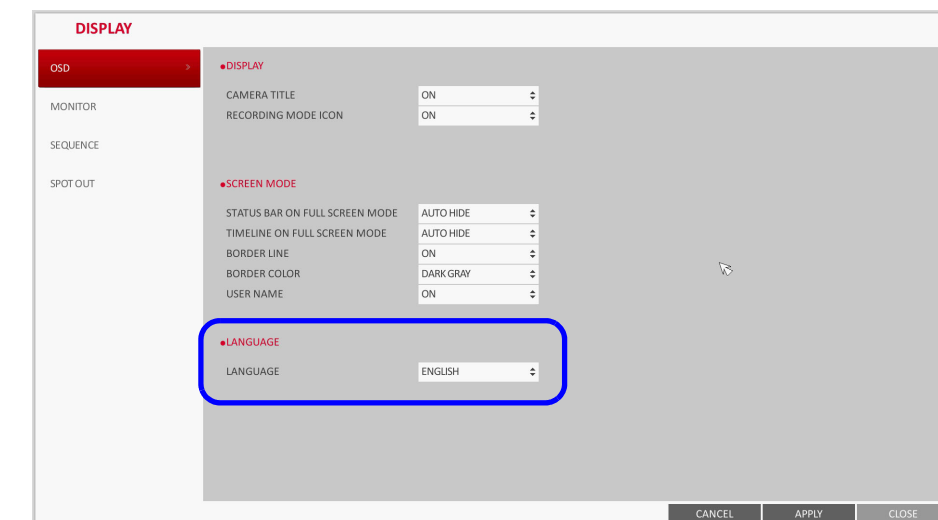 DISPLAY
OSD >
MONITOR
SEQUENCE
SPOT OUT
•DISPLAY
CAMERA TITLE ON
RECORDING MODE ICON ON
•SCREEN MODE
STATUS BAR ON FULL SCREEN MODE AUTO HIDE
TIMELINE ON FULL SCREEN MODE AUTO HIDE
BORDER LINE ON
BORDER COLOR DARK GRAY
USER NAME ON
•LANGUAGE
LANGUAGE ENGLISH
CANCEL APPLY CLOSE